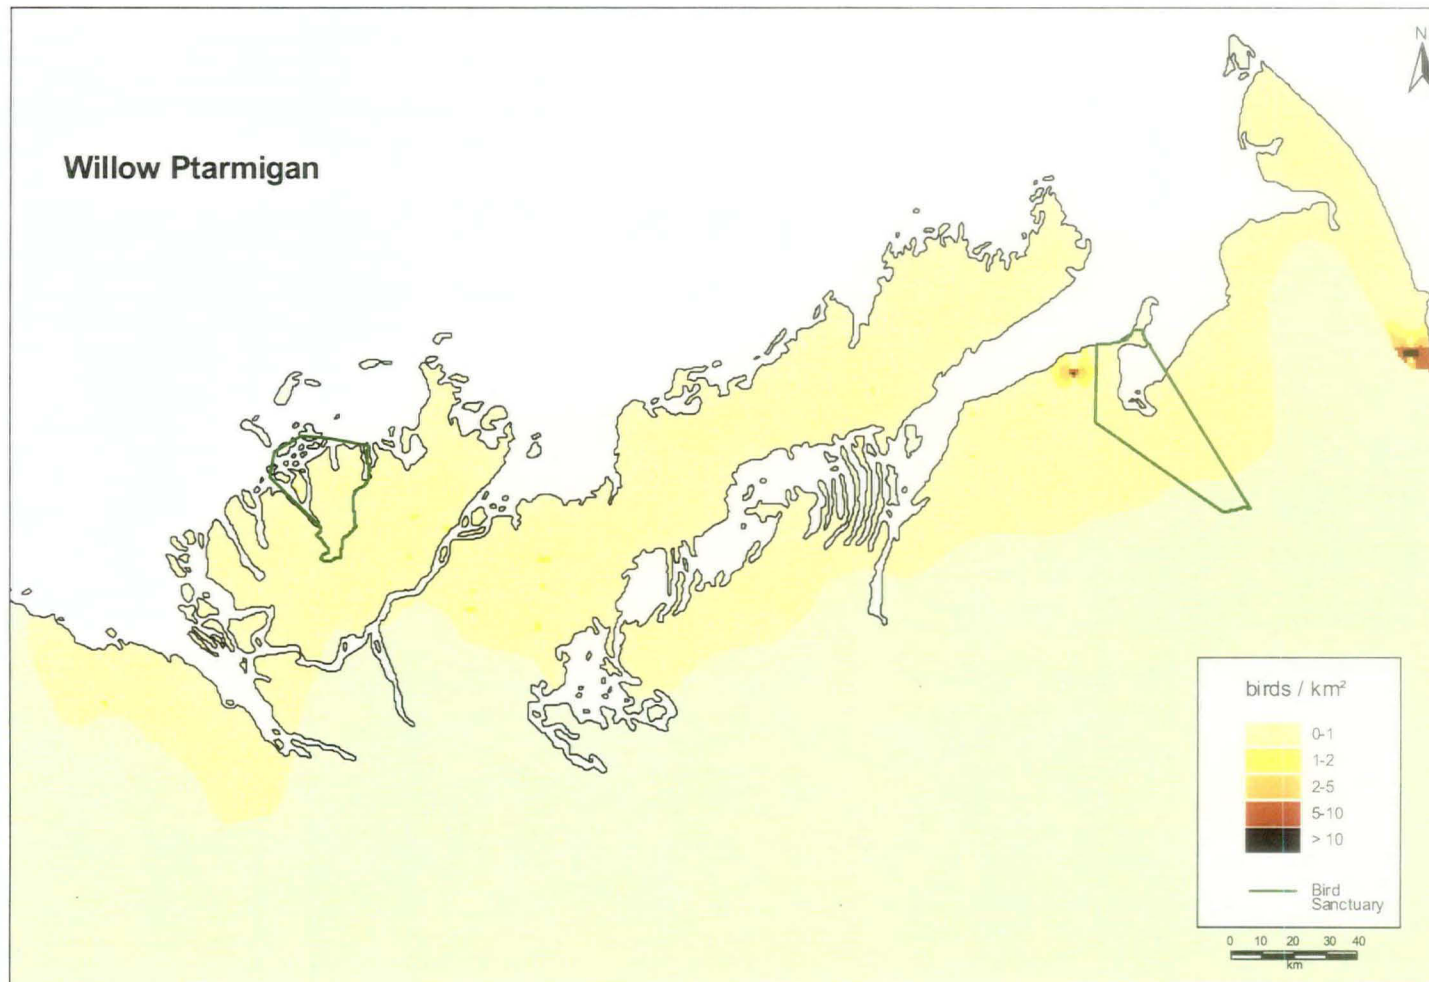 N
Willow Ptarmigan
birds / km²
0-1
1-2
2-5
5-10
> 10
Bird
Sanctuary
0 10 20 30 40
km